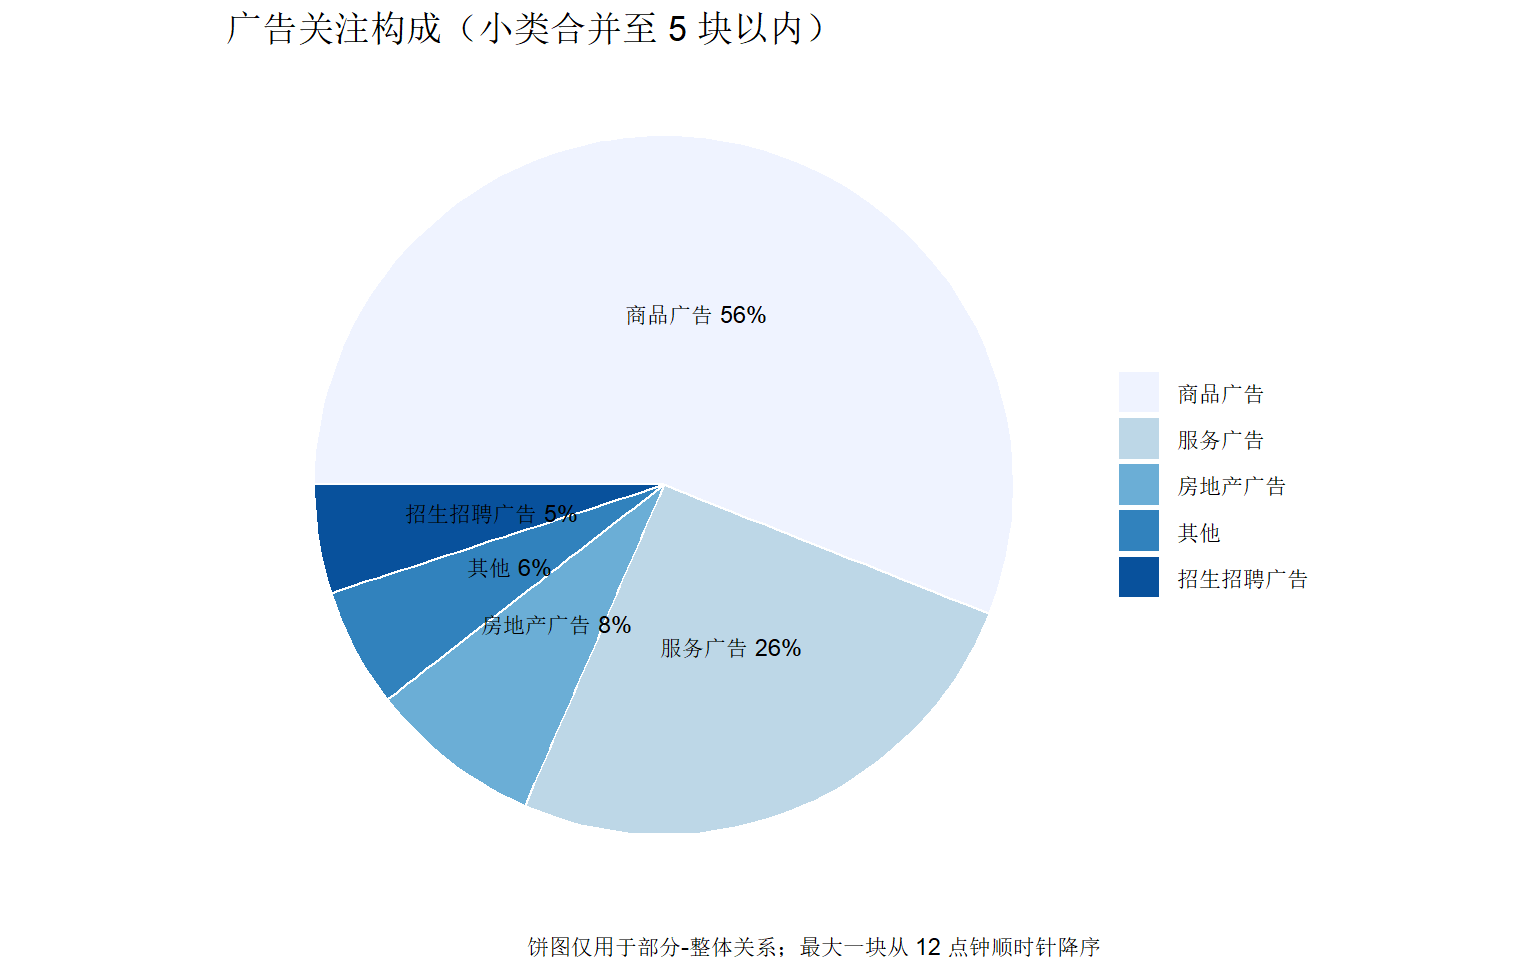 广告关注构成（小类合并至 5 块以内）
商品广告 56%
招生招聘广告 5%
其他 6%
房地产广告 8%
服务广告 26%
商品广告
服务广告
房地产广告
其他
招生招聘广告
饼图仅用于部分-整体关系；最大一块从 12 点钟顺时针降序